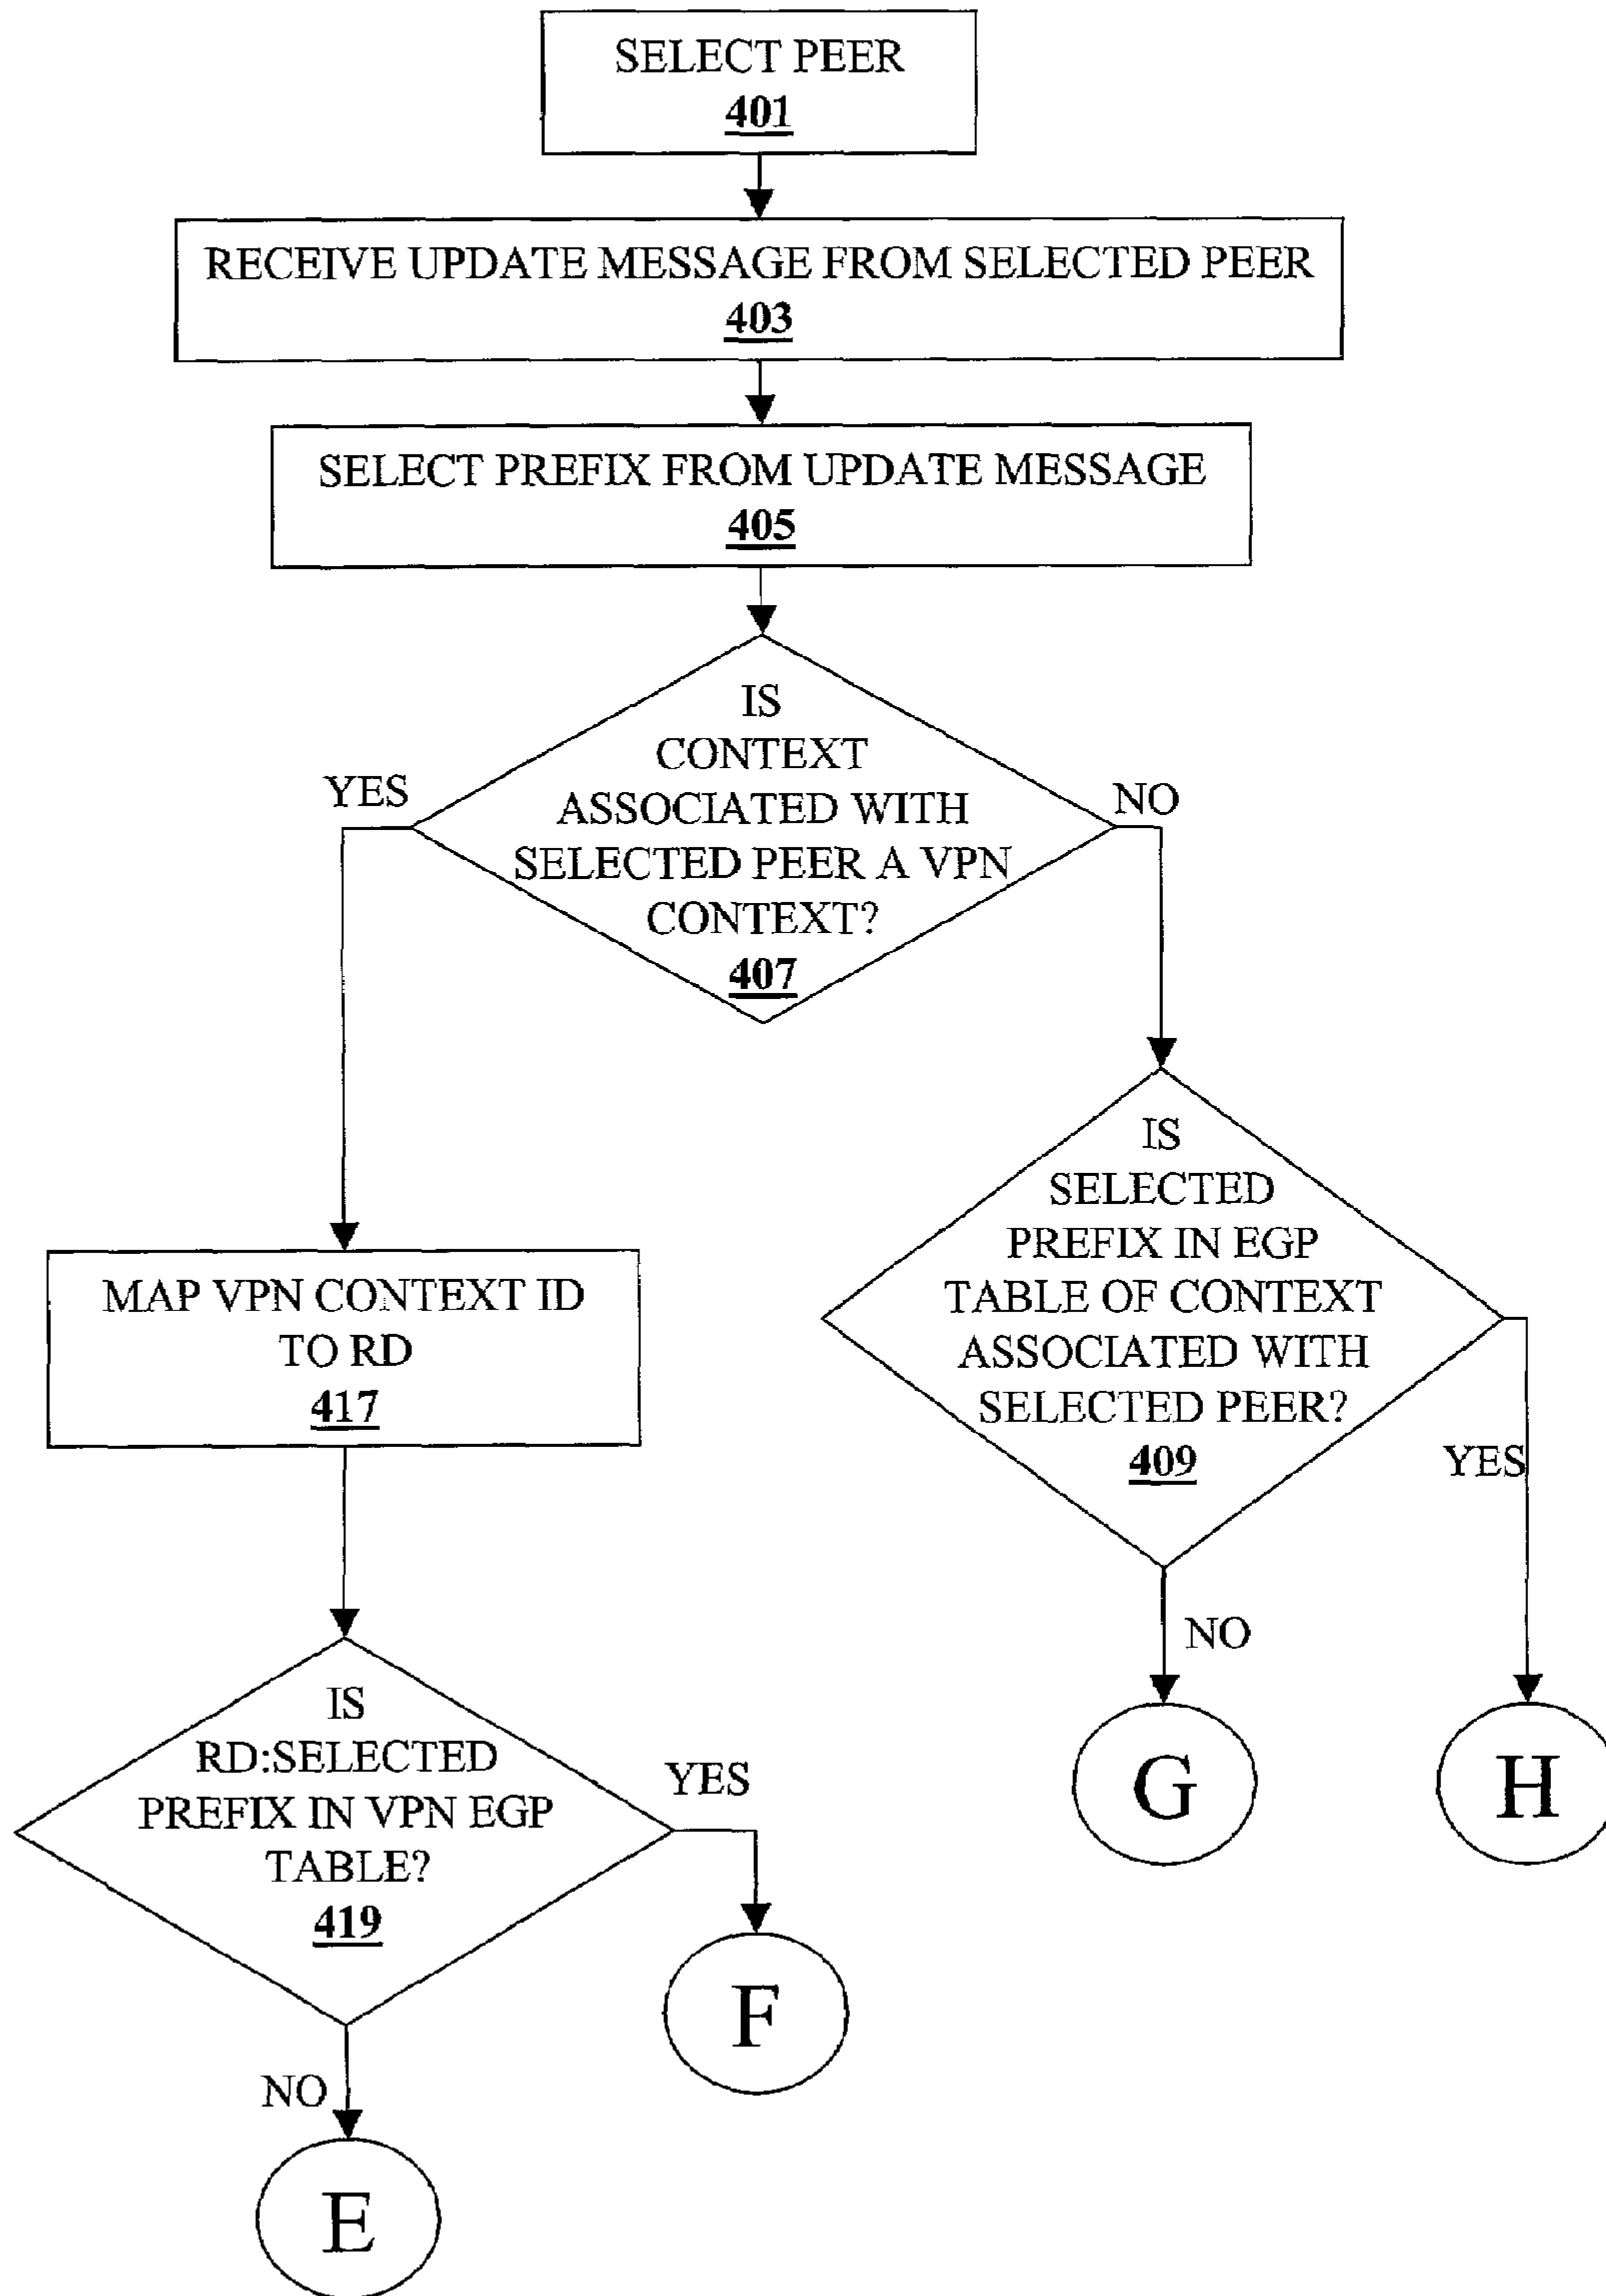 SELECT PEER
401
RECEIVE UPDATE MESSAGE FROM SELECTED PEER
403
SELECT PREFIX FROM UPDATE MESSAGE
405
IS
CONTEXT
ASSOCIATED WITH
SELECTED PEER A VPN
CONTEXT?
407
YES
NO
MAP VPN CONTEXT ID
TO RD
417
IS
SELECTED
PREFIX IN EGP
TABLE OF CONTEXT
ASSOCIATED WITH
SELECTED PEER?
409
YES
NO
G
H
IS
RD:SELECTED
PREFIX IN VPN EGP
TABLE?
419
YES
F
NO
E